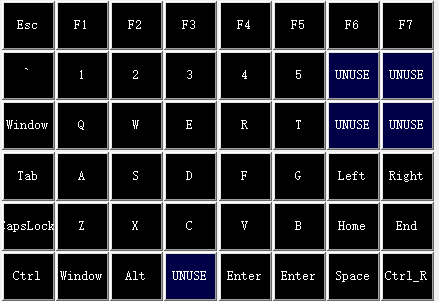 Esc F1 F2 F3 F4 F5 F6 F7
` 1 2 3 4 5 UNUSE UNUSE
Window Q W E R T UNUSE UNUSE
Tab A S D F G Left Right
CapsLock Z X C V B Home End
Ctrl Window Alt UNUSE Enter Enter Space Ctrl_R